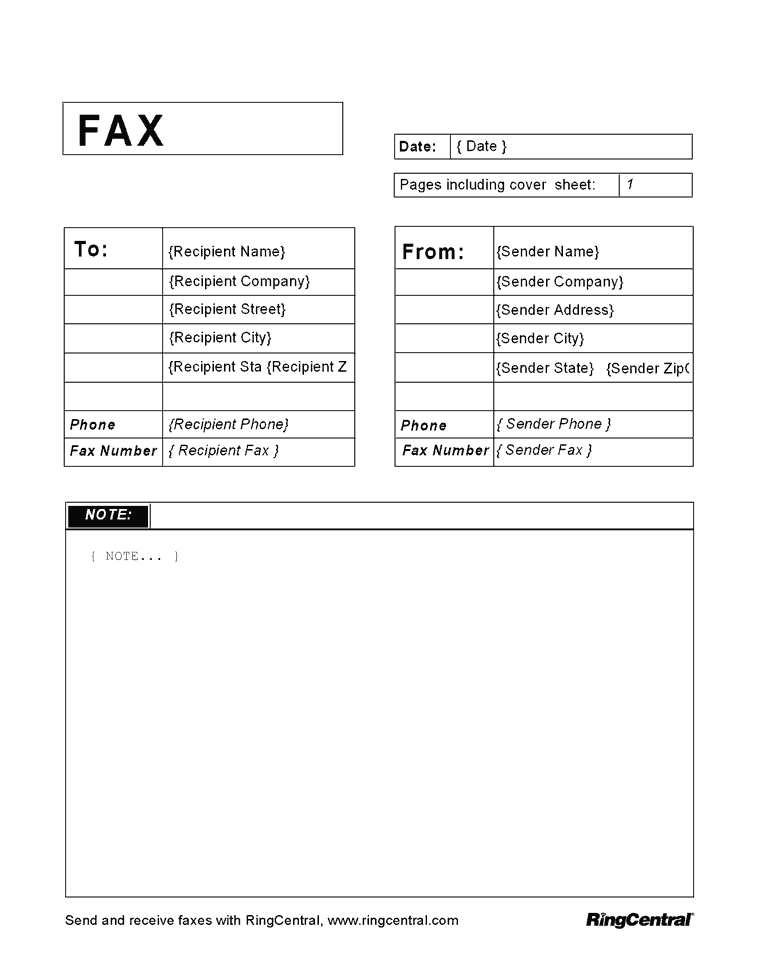 FAX
Date: { Date }
Pages including cover sheet: 1
To: {Recipient Name}
{Recipient Company}
{Recipient Street}
{Recipient City}
{Recipient Sta {Recipient Z
Phone {Recipient Phone}
Fax Number { Recipient Fax }
From: {Sender Name}
{Sender Company}
{Sender Address}
{Sender City}
{Sender State} {Sender Zip
Phone { Sender Phone }
Fax Number { Sender Fax }
NOTE:
{ NOTE... }
Send and receive faxes with RingCentral, www.ringcentral.com
RingCentral